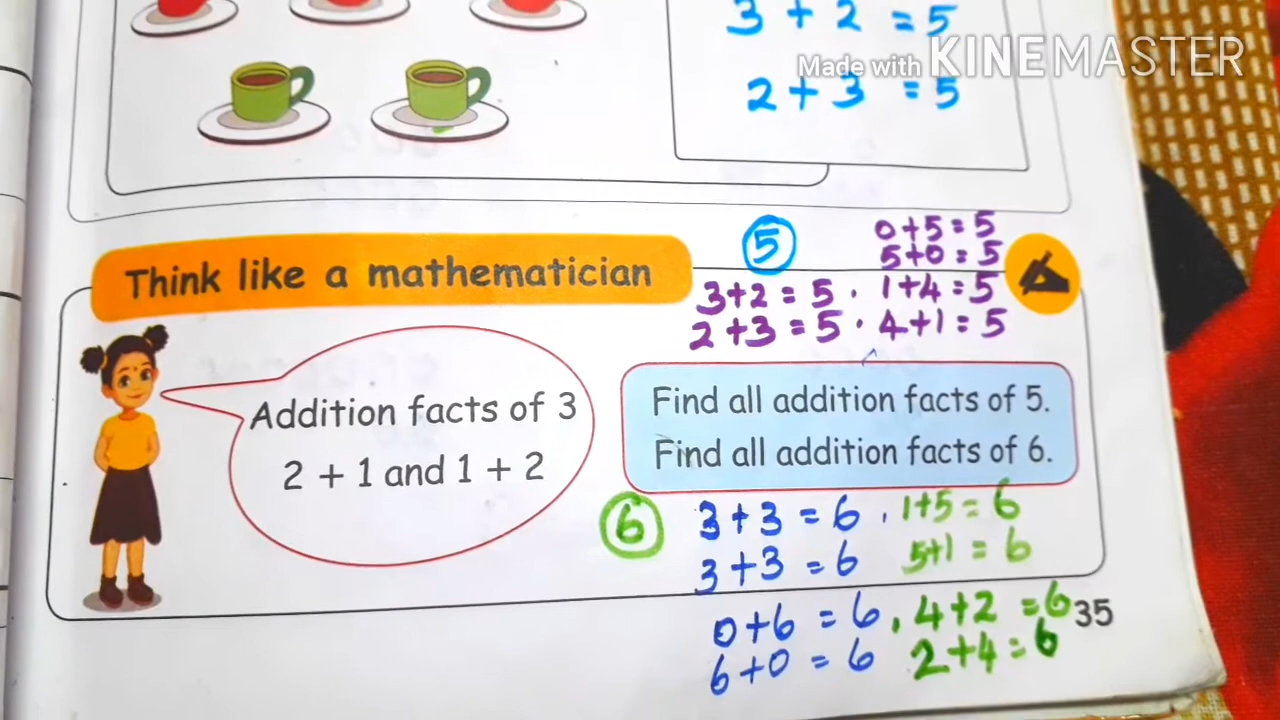 3 + 2 = 5
Made with KINEMASTER
2 + 3 = 5
5
0+5=5
5+0=5
Think like a mathematician
3+2=5. 1+4=5
2+3=5. 4+1=5
Addition facts of 3
2 + 1 and 1 + 2
Find all addition facts of 5.
Find all addition facts of 6.
6
3+3=6, 1+5=6
3+3=6 5+1=6
0+6=6, 4+2=6
6+0=6 2+4=6
35